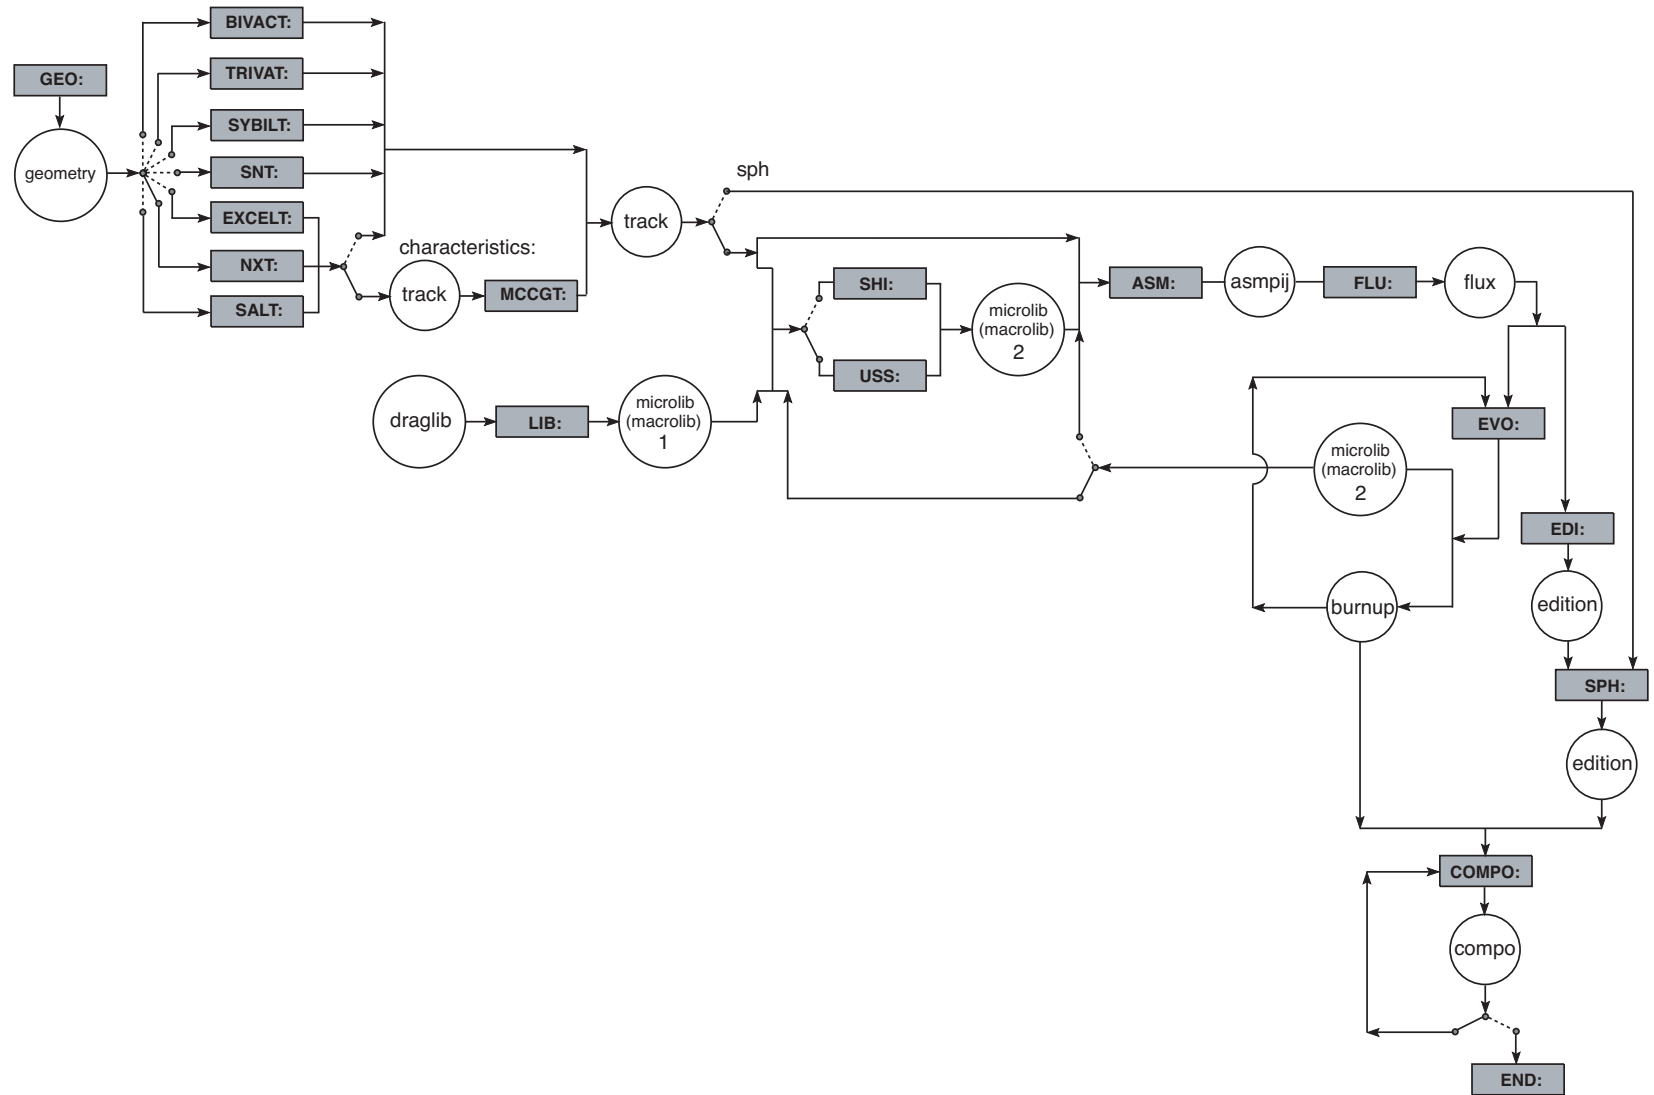 BIVACT:
GEO:
TRIVAT:
SYBILT:
geometry
SNT:
EXCELT:
NXT:
SALT:
characteristics:
track
MCCGT:
track
sph
SHI:
USS:
microlib
(macrolib)
2
ASM:
asmpij
FLU:
flux
draglib
LIB:
microlib
(macrolib)
1
EVO:
microlib
(macrolib)
2
burnup
EDI:
edition
SPH:
edition
COMPO:
compo
END: